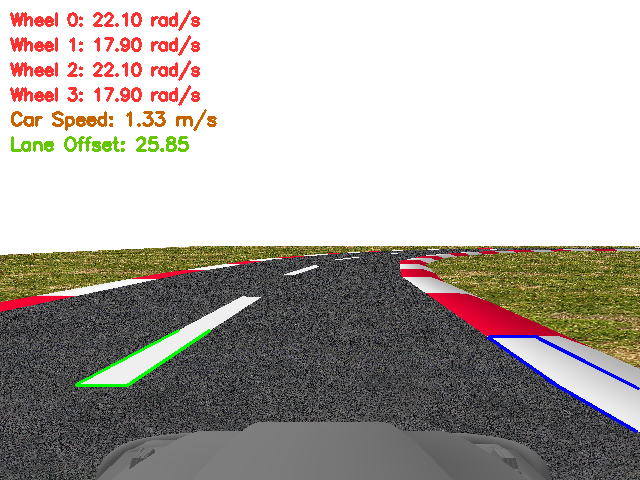 Wheel 0: 22.10 rad/s
Wheel 1: 17.90 rad/s
Wheel 2: 22.10 rad/s
Wheel 3: 17.90 rad/s
Car Speed: 1.33 m/s
Lane Offset: 25.85